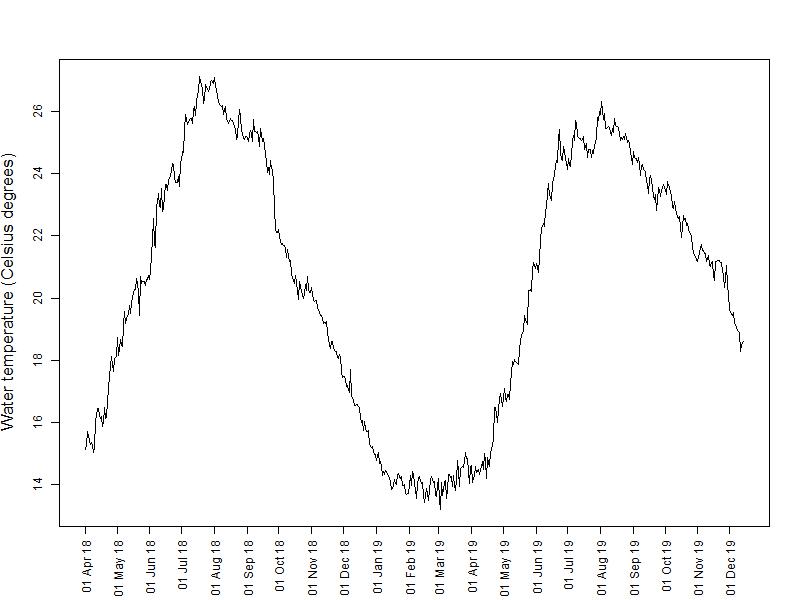 Water temperature (Celsius degrees)
26
24
22
20
18
16
14
01 Apr 18
01 May 18
01 Jun 18
01 Jul 18
01 Aug 18
01 Sep 18
01 Oct 18
01 Nov 18
01 Dec 18
01 Jan 19
01 Feb 19
01 Mar 19
01 Apr 19
01 May 19
01 Jun 19
01 Jul 19
01 Aug 19
01 Sep 19
01 Oct 19
01 Nov 19
01 Dec 19